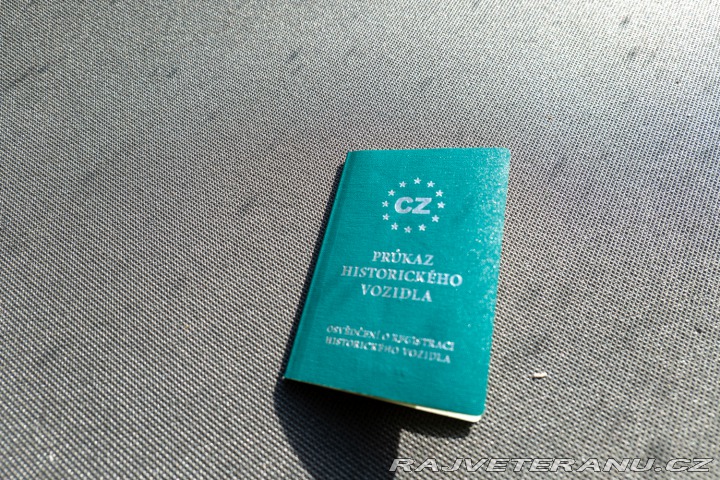 CZ
PRŮKAZ
HISTORICKÉHO
VOZIDLA
OSVĚDČENÍ O REGISTRACI
HISTORICKÉHO VOZIDLA
RAJVETERANU.CZ